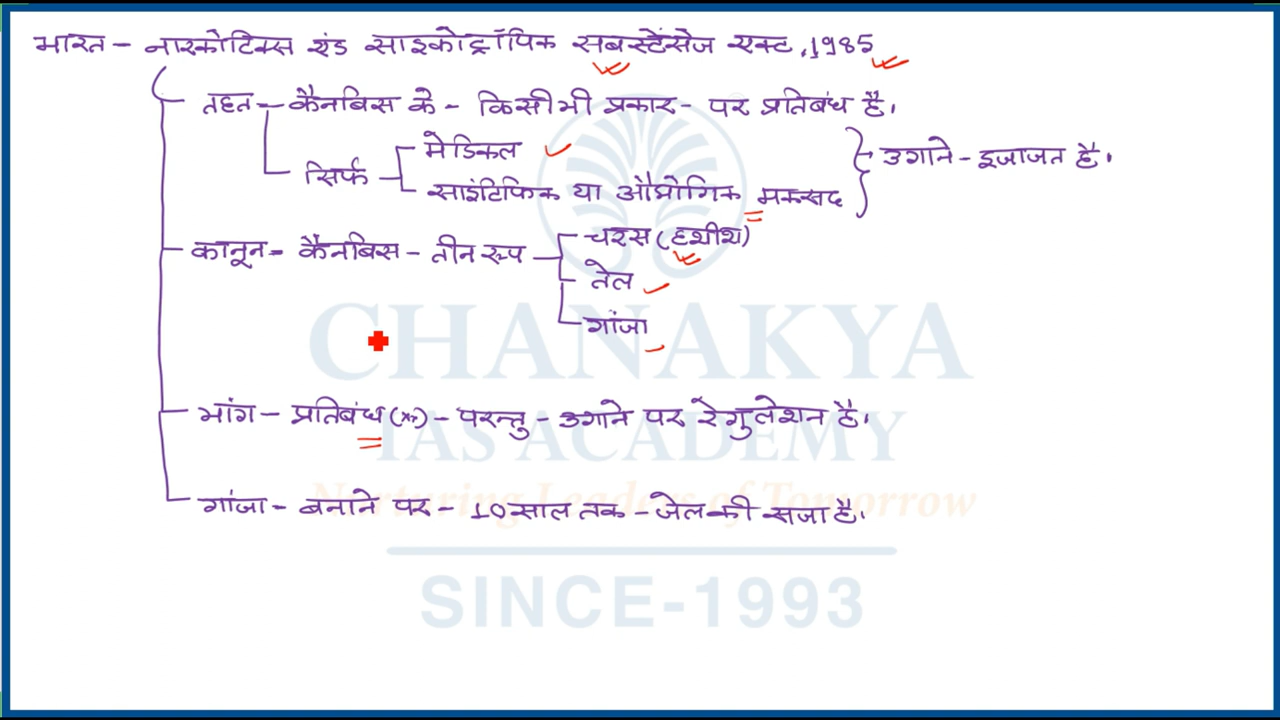 भारत - नारकोटिक्स एंड साइकोट्रॉपिक सबस्टेंसेज एक्ट, 1985
तहत - कैनबिस के - किसी भी प्रकार - पर प्रतिबंध है।
सिर्फ
मेडिकल
साइंटिफिक या औद्योगिक मकसद
उगाने - इजाजत है।
कानून = कैनबिस - तीन रूप
चरस (हशीश)
तेल
गांजा
CHANAKYA
भांग - प्रतिबंध (×) - परन्तु - उगाने पर रेगुलेशन है।
IAS ACADEMY
Nurturing Leaders of Tomorrow
गांजा - बनाने पर - 10 साल तक - जेल की सजा है।
SINCE-1993